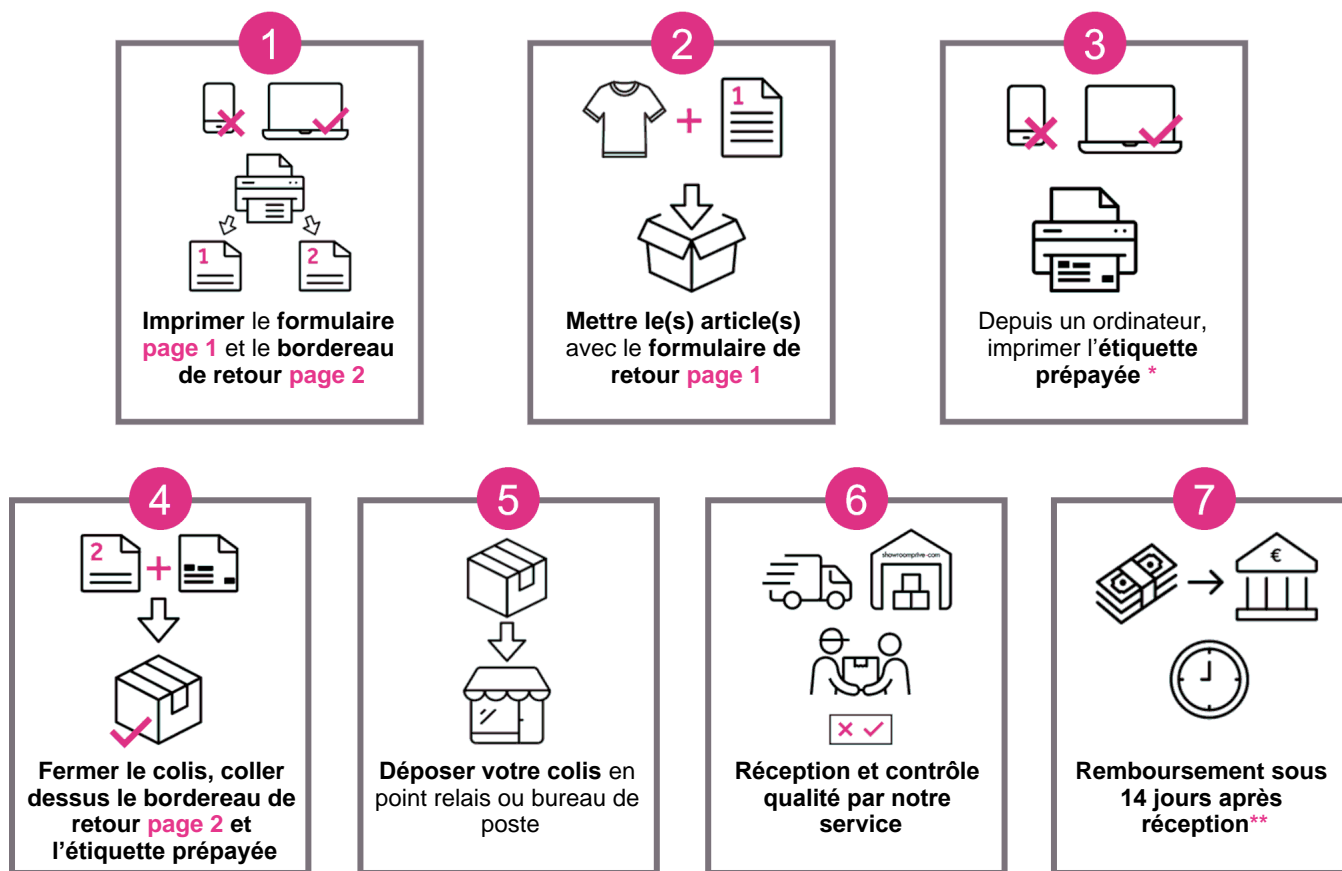 1
1
2
Imprimer le formulaire
page 1 et le bordereau
de retour page 2
2
1
Mettre le(s) article(s)
avec le formulaire de
retour page 1
3
Depuis un ordinateur,
imprimer l'étiquette
prépayée *
4
2
Fermer le colis, coller
dessus le bordereau de
retour page 2 et
l'étiquette prépayée
5
Déposer votre colis en
point relais ou bureau de
poste
6
showroomprive-com
Réception et contrôle
qualité par notre
service
7
€
Remboursement sous
14 jours après
réception**